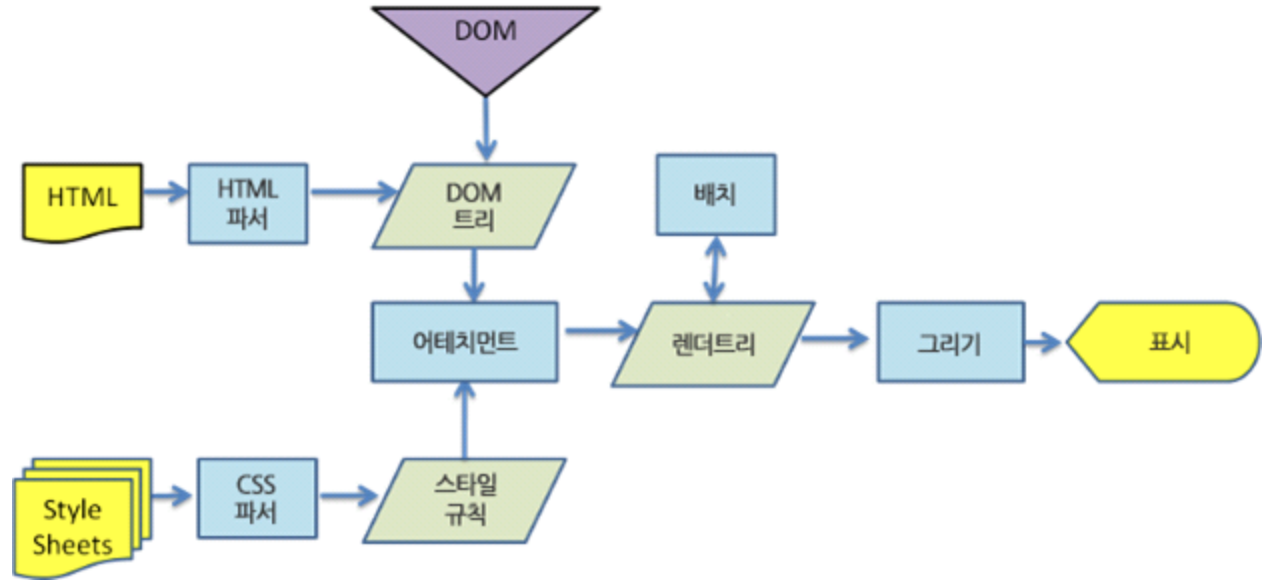 DOM
HTML
HTML
파서
DOM
트리
배치
어테치먼트
렌더트리
그리기
표시
Style
Sheets
CSS
파서
스타일
규칙